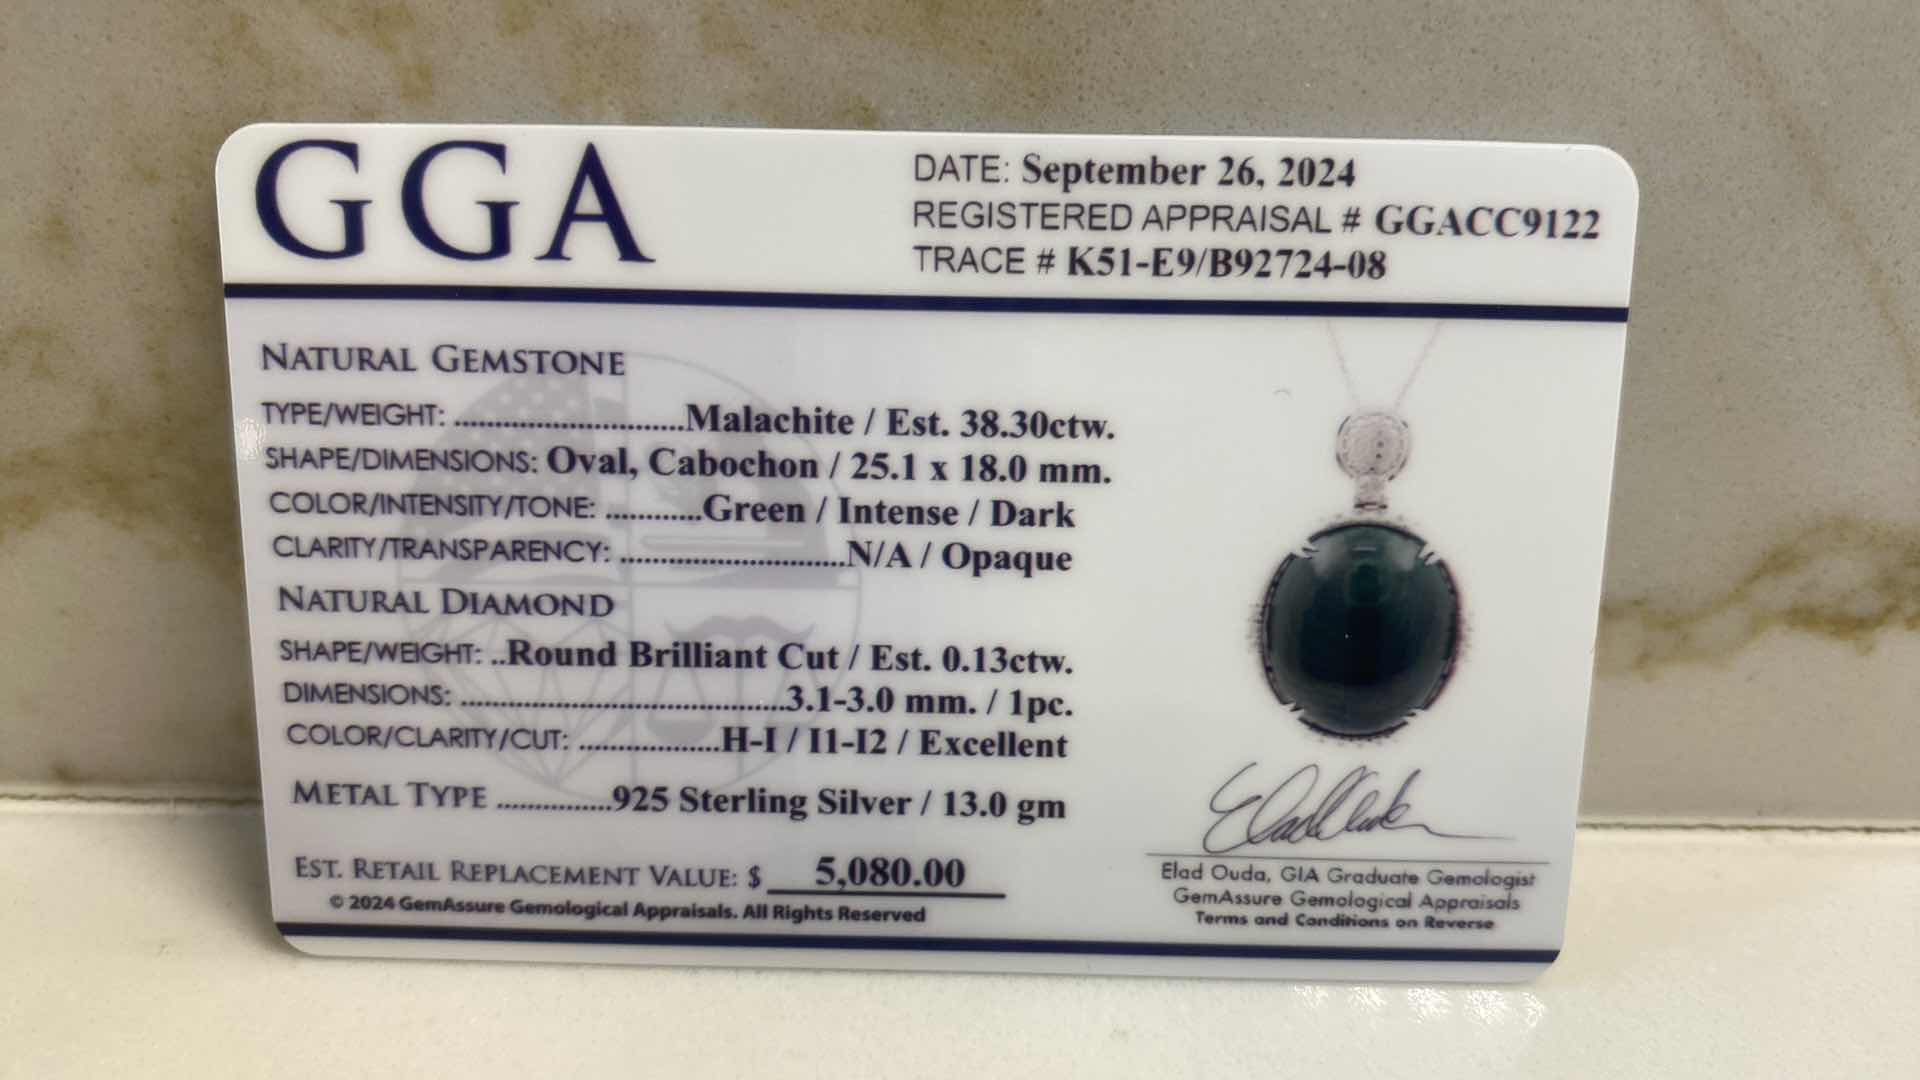 GGA
DATE: September 26, 2024
REGISTERED APPRAISAL # GGACC9122
TRACE # K51-E9/B92724-08
NATURAL GEMSTONE
TYPE/WEIGHT: ............................Malachite / Est. 38.30ctw.
SHAPE/DIMENSIONS: Oval, Cabochon / 25.1 x 18.0 mm.
COLOR/INTENSITY/TONE: ............Green / Intense / Dark
CLARITY/TRANSPARENCY: ............................N/A / Opaque
NATURAL DIAMOND
SHAPE/WEIGHT: ..Round Brilliant Cut / Est. 0.13ctw.
DIMENSIONS: ........................................3.1-3.0 mm. / 1pc.
COLOR/CLARITY/CUT: ..................H-I / I1-I2 / Excellent
METAL TYPE ...............925 Sterling Silver / 13.0 gm
EST. RETAIL REPLACEMENT VALUE: $ 5,080.00
© 2024 GemAssure Gemological Appraisals. All Rights Reserved
Elad Ouda, GIA Graduate Gemologist
GemAssure Gemological Appraisals
Terms and Conditions on Reverse